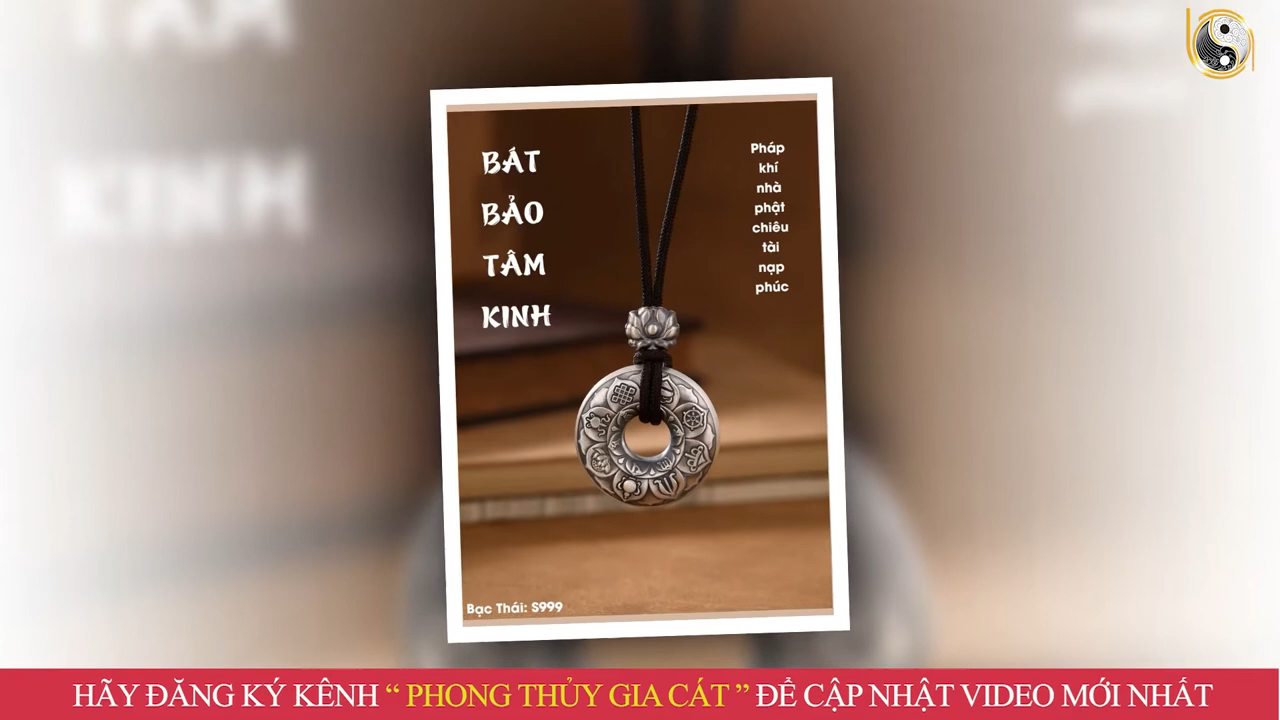 BÁT
BẢO
TÂM
KINH
Pháp
khí
nhà
phật
chiêu
tài
nạp
phúc
Bạc Thái: S999
HÃY ĐĂNG KÝ KÊNH “ PHONG THỦY GIA CÁT ” ĐỂ CẬP NHẬT VIDEO MỚI NHẤT